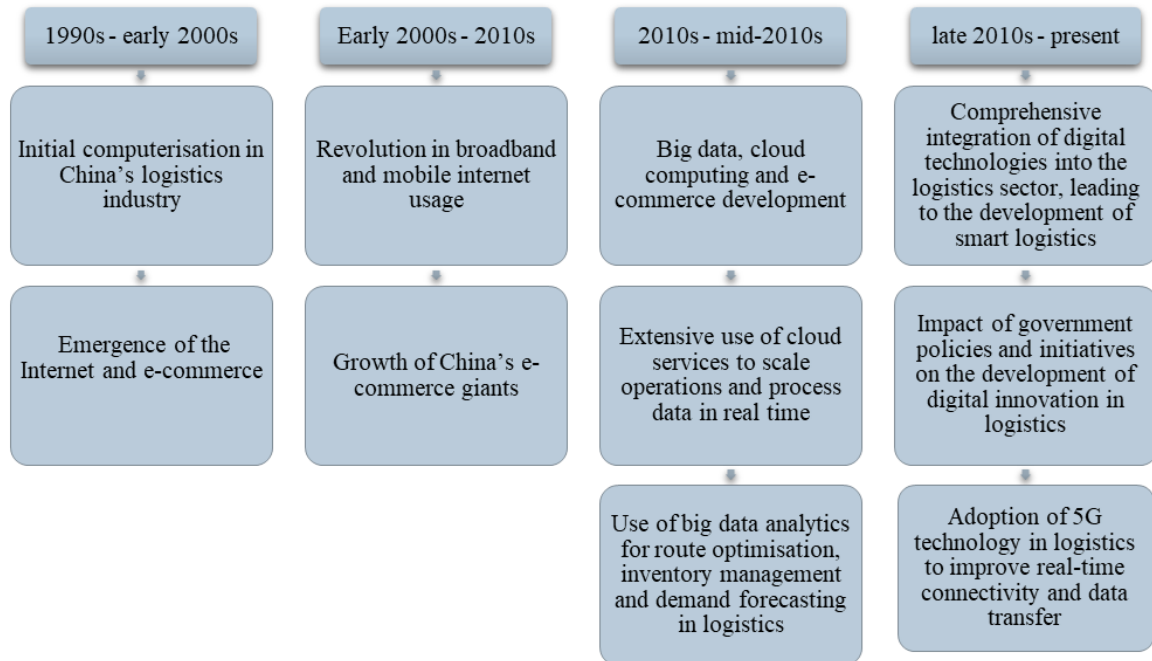 1990s - early 2000s
Initial computerisation in
China’s logistics
industry
Emergence of the
Internet and e-commerce
Early 2000s - 2010s
Revolution in broadband
and mobile internet
usage
Growth of China’s e-
commerce giants
2010s - mid-2010s
Big data, cloud
computing and e-
commerce development
Extensive use of cloud
services to scale
operations and process
data in real time
Use of big data analytics
for route optimisation,
inventory management
and demand forecasting
in logistics
late 2010s - present
Comprehensive
integration of digital
technologies into the
logistics sector, leading
to the development of
smart logistics
Impact of government
policies and initiatives
on the development of
digital innovation in
logistics
Adoption of 5G
technology in logistics
to improve real-time
connectivity and data
transfer